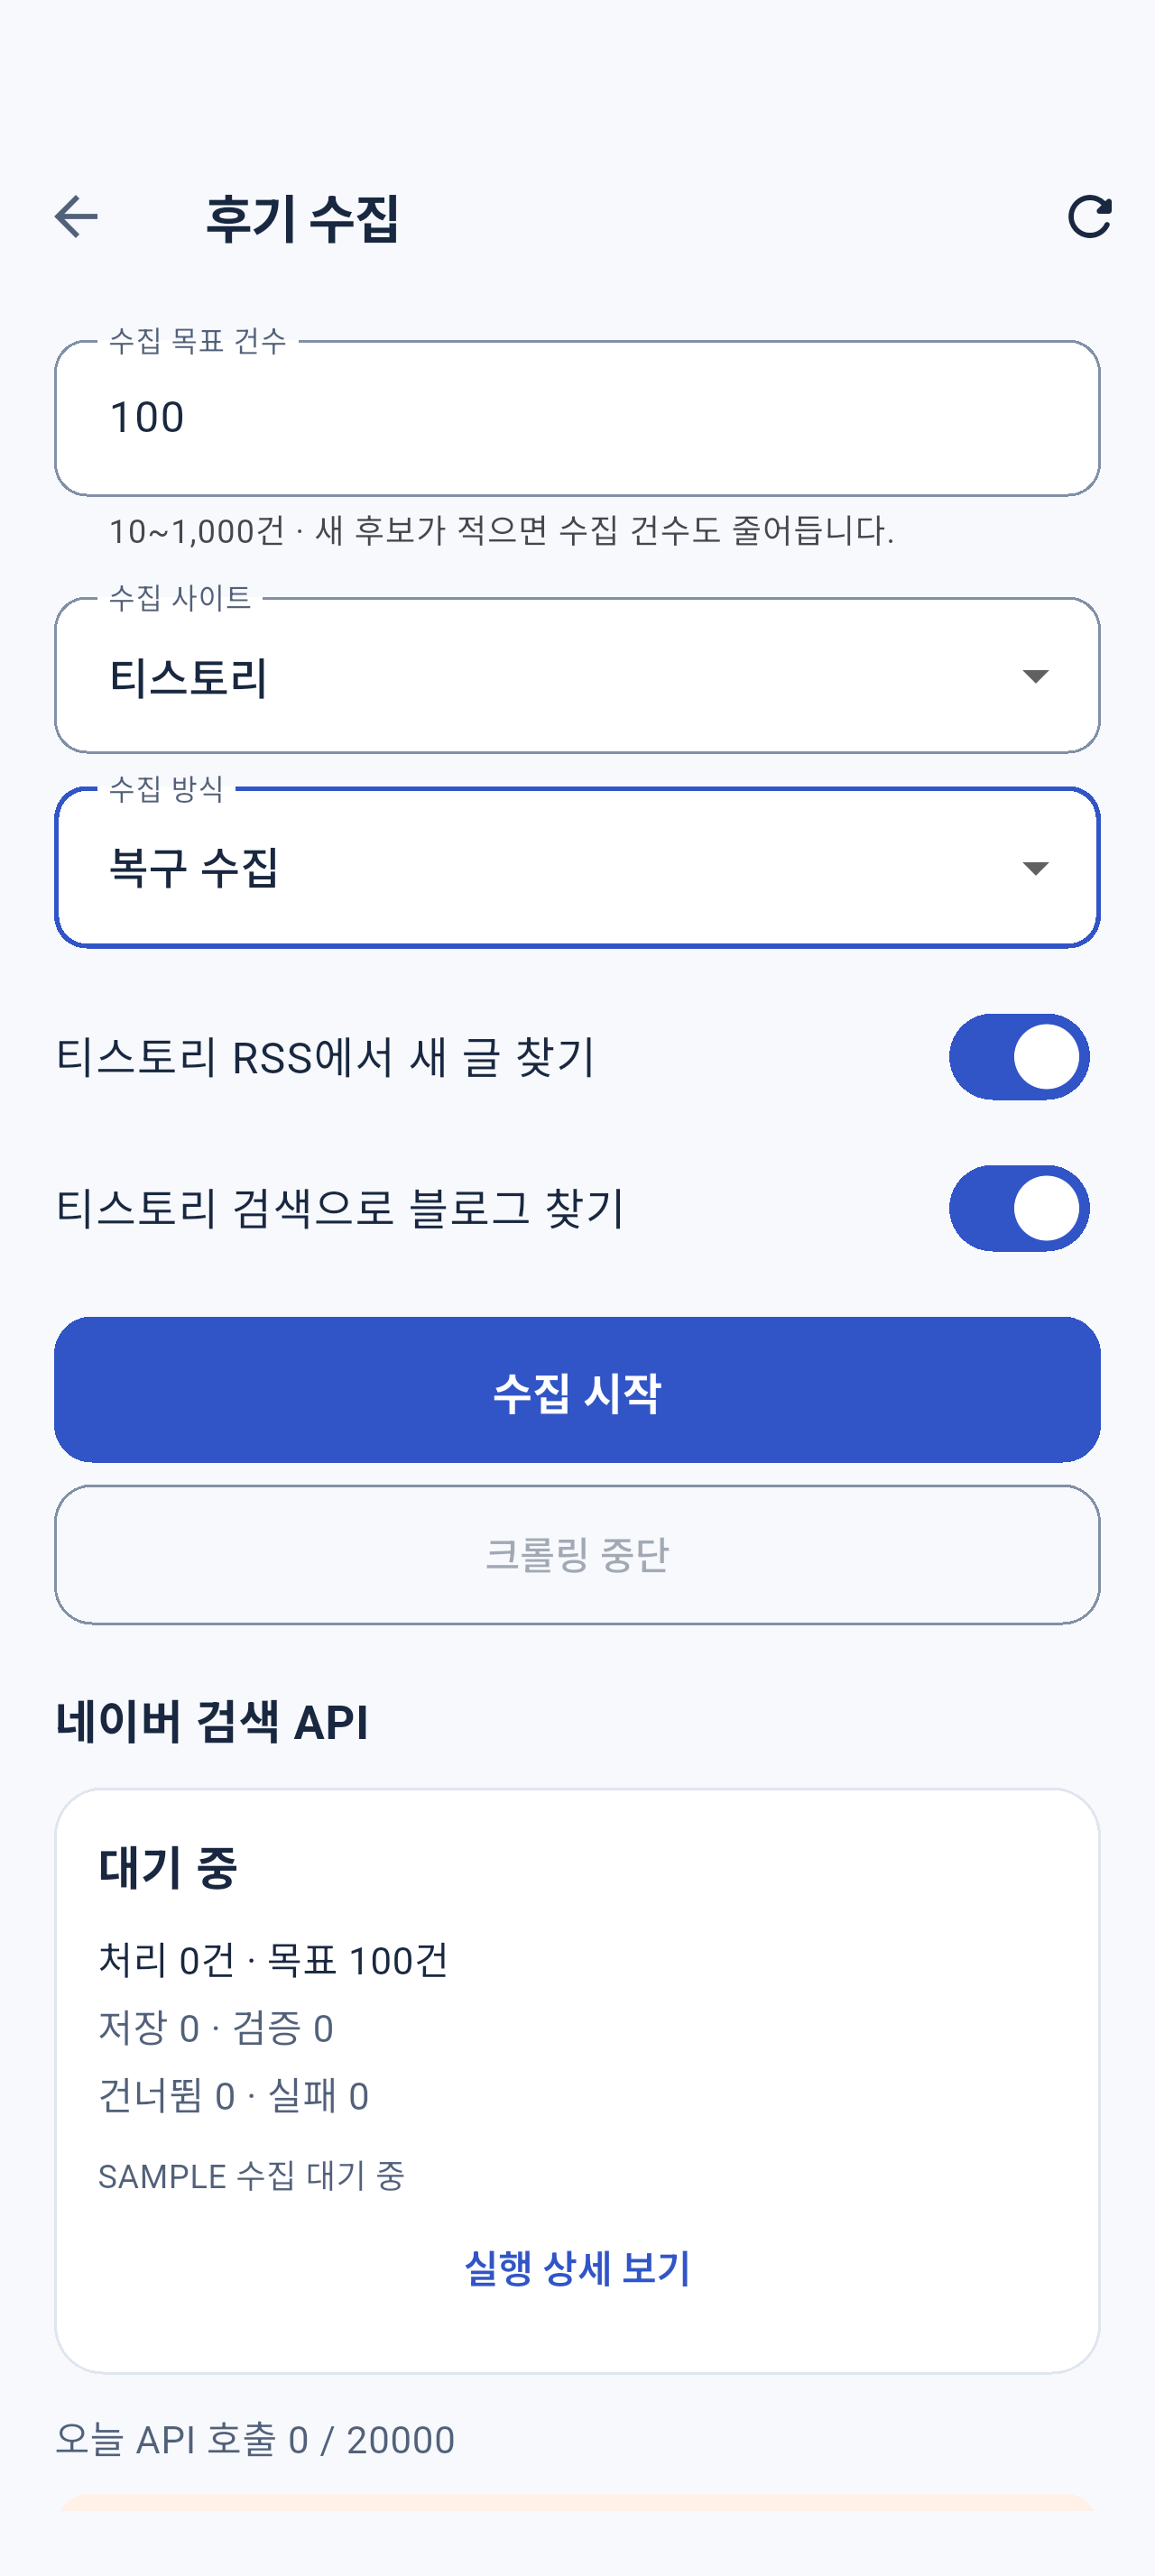 후기 수집
수집 목표 건수
100
10~1,000건 · 새 후보가 적으면 수집 건수도 줄어듭니다.
수집 사이트
티스토리
수집 방식
복구 수집
티스토리 RSS에서 새 글 찾기
티스토리 검색으로 블로그 찾기
수집 시작
크롤링 중단
네이버 검색 API
대기 중
처리 0건 · 목표 100건
저장 0 · 검증 0
건너뜀 0 · 실패 0
SAMPLE 수집 대기 중
실행 상세 보기
오늘 API 호출 0 / 20000